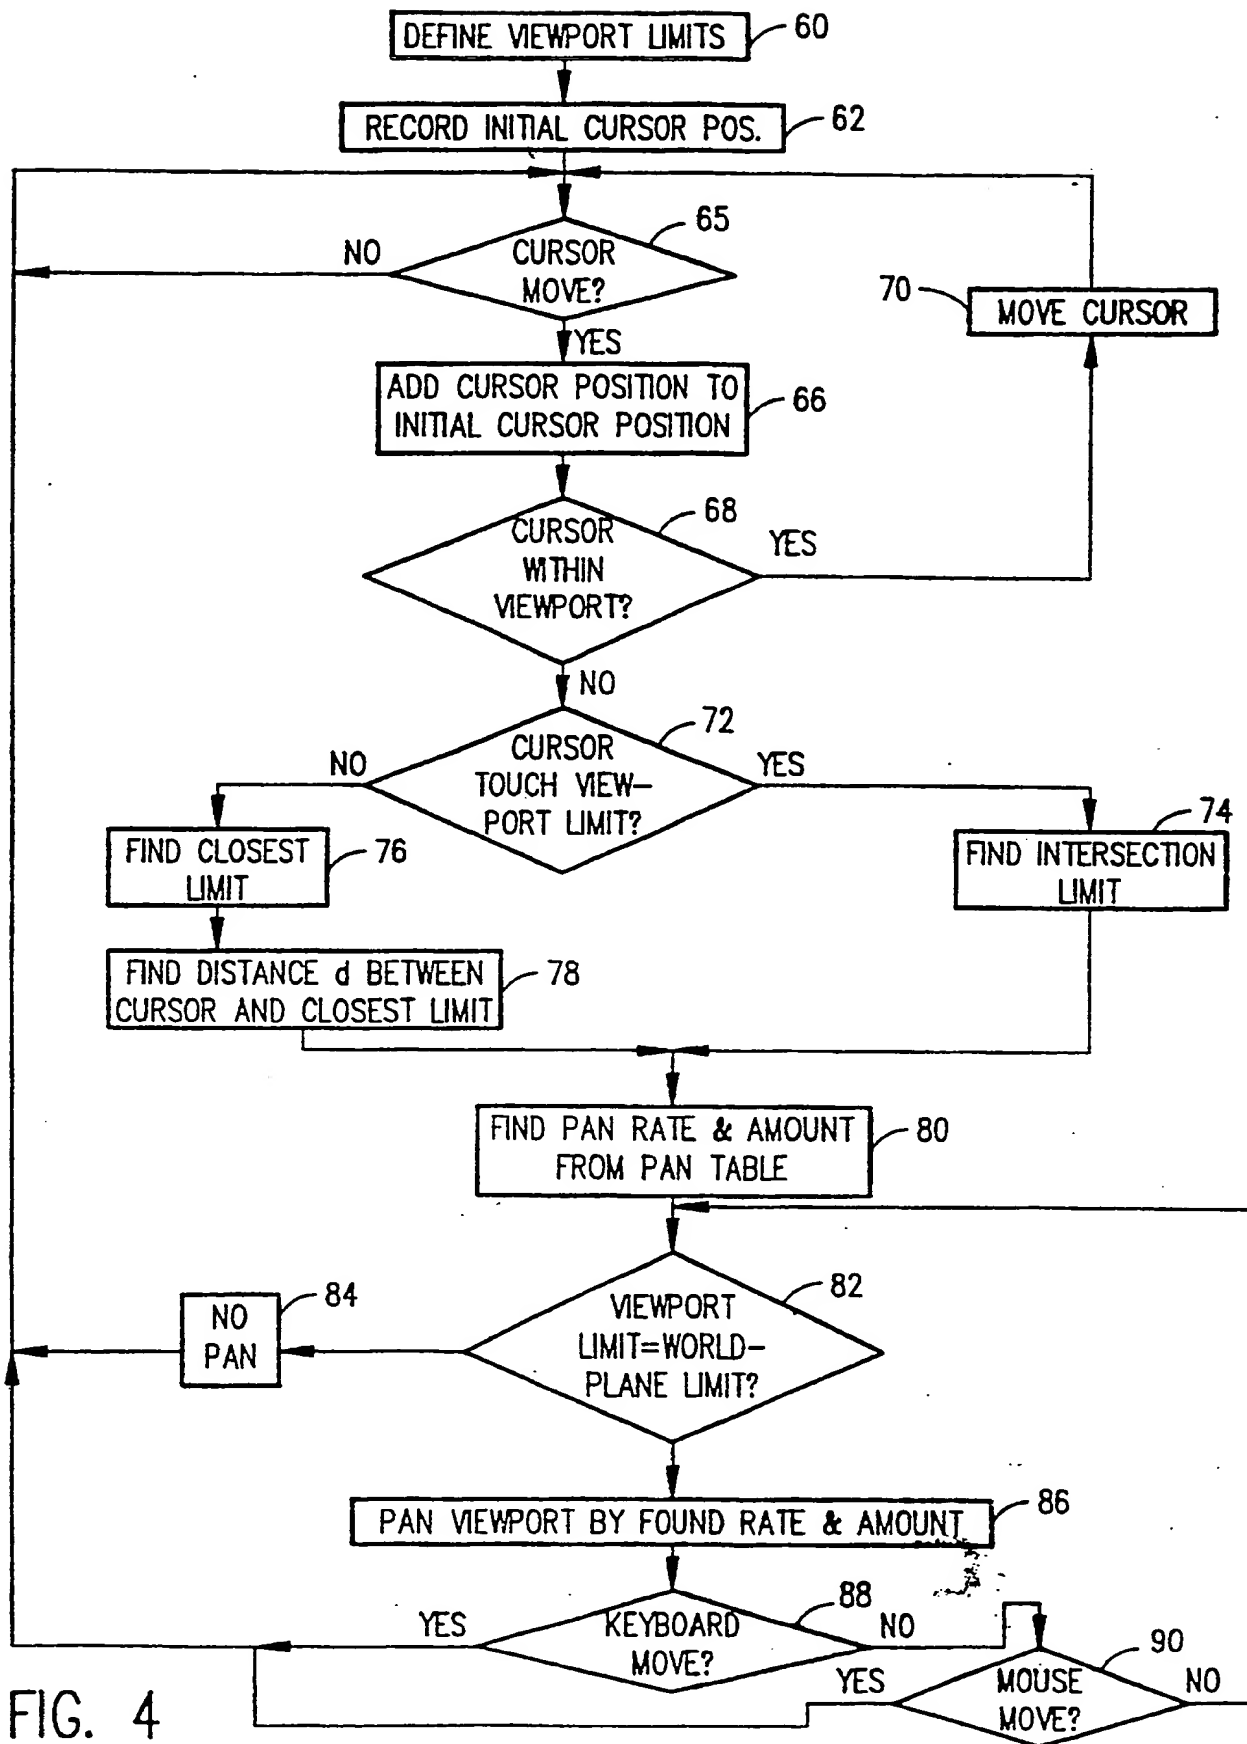 DEFINE VIEWPORT LIMITS
60
RECORD INITIAL CURSOR POS.
62
65
NO
CURSOR
MOVE?
YES
70
MOVE CURSOR
ADD CURSOR POSITION TO
INITIAL CURSOR POSITION
66
68
CURSOR
WITHIN
VIEWPORT?
YES
NO
72
NO
CURSOR
TOUCH VIEW-
PORT LIMIT?
YES
74
FIND CLOSEST
LIMIT
76
FIND INTERSECTION
LIMIT
FIND DISTANCE d BETWEEN
CURSOR AND CLOSEST LIMIT
78
FIND PAN RATE & AMOUNT
FROM PAN TABLE
80
82
84
NO
PAN
VIEWPORT
LIMIT=WORLD-
PLANE LIMIT?
86
PAN VIEWPORT BY FOUND RATE & AMOUNT
88
YES
KEYBOARD
MOVE?
NO
90
YES
MOUSE
MOVE?
NO
FIG. 4